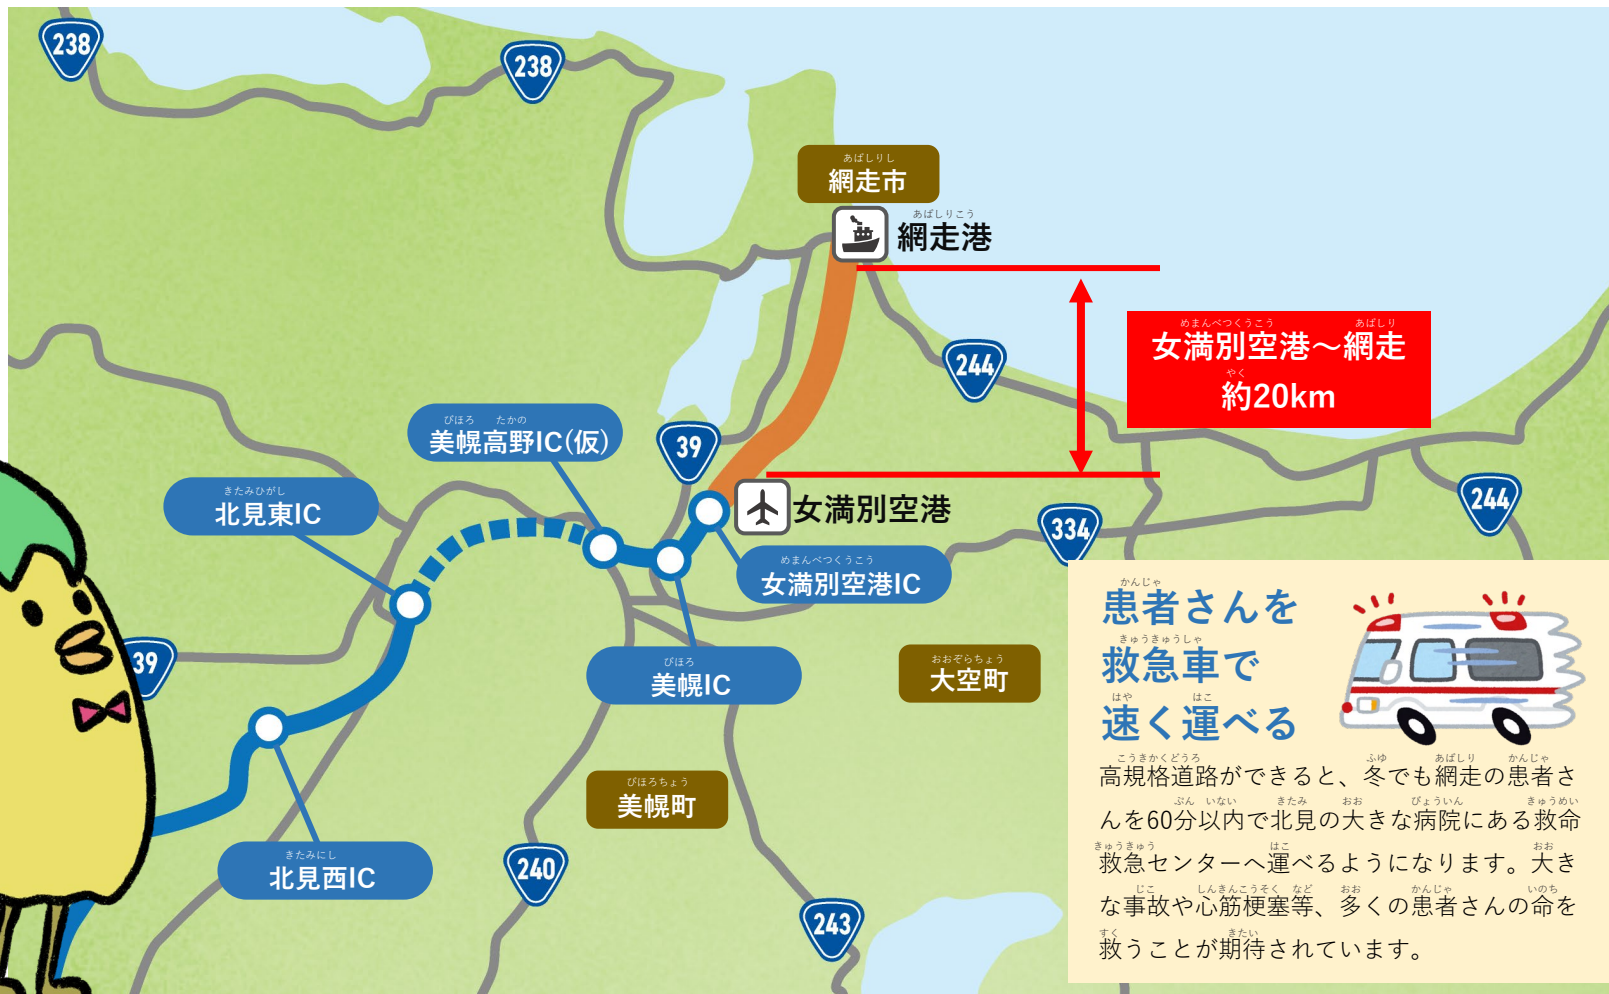 238
238
あばしりし
網走市
あばしりこう
網走港
めまんべつくうこう あばしり
女満別空港～網走
やく
約20km
244
びほろ たかの
美幌高野IC(仮)
39
きたみひがし
北見東IC
女満別空港
244
334
めまんべつくうこう
女満別空港IC
39
びほろ
美幌IC
おおぞらちょう
大空町
びほろちょう
美幌町
きたみにし
北見西IC
240
243
かんじゃ
患者さんを
きゅうきゅうしゃ
救急車で
はや はこ
速く運べる
こうきかくどうろ ふゆ あばしり かんじゃ
高規格道路ができると、冬でも網走の患者さ
ぷん いない きたみ おお びょういん きゅうめい
んを60分以内で北見の大きな病院にある救命
きゅうきゅう はこ おお
救急センターへ運べるようになります。大き
じこ しんきんこうそく など おお かんじゃ いのち
な事故や心筋梗塞等、多くの患者さんの命を
すく きたい
救うことが期待されています。